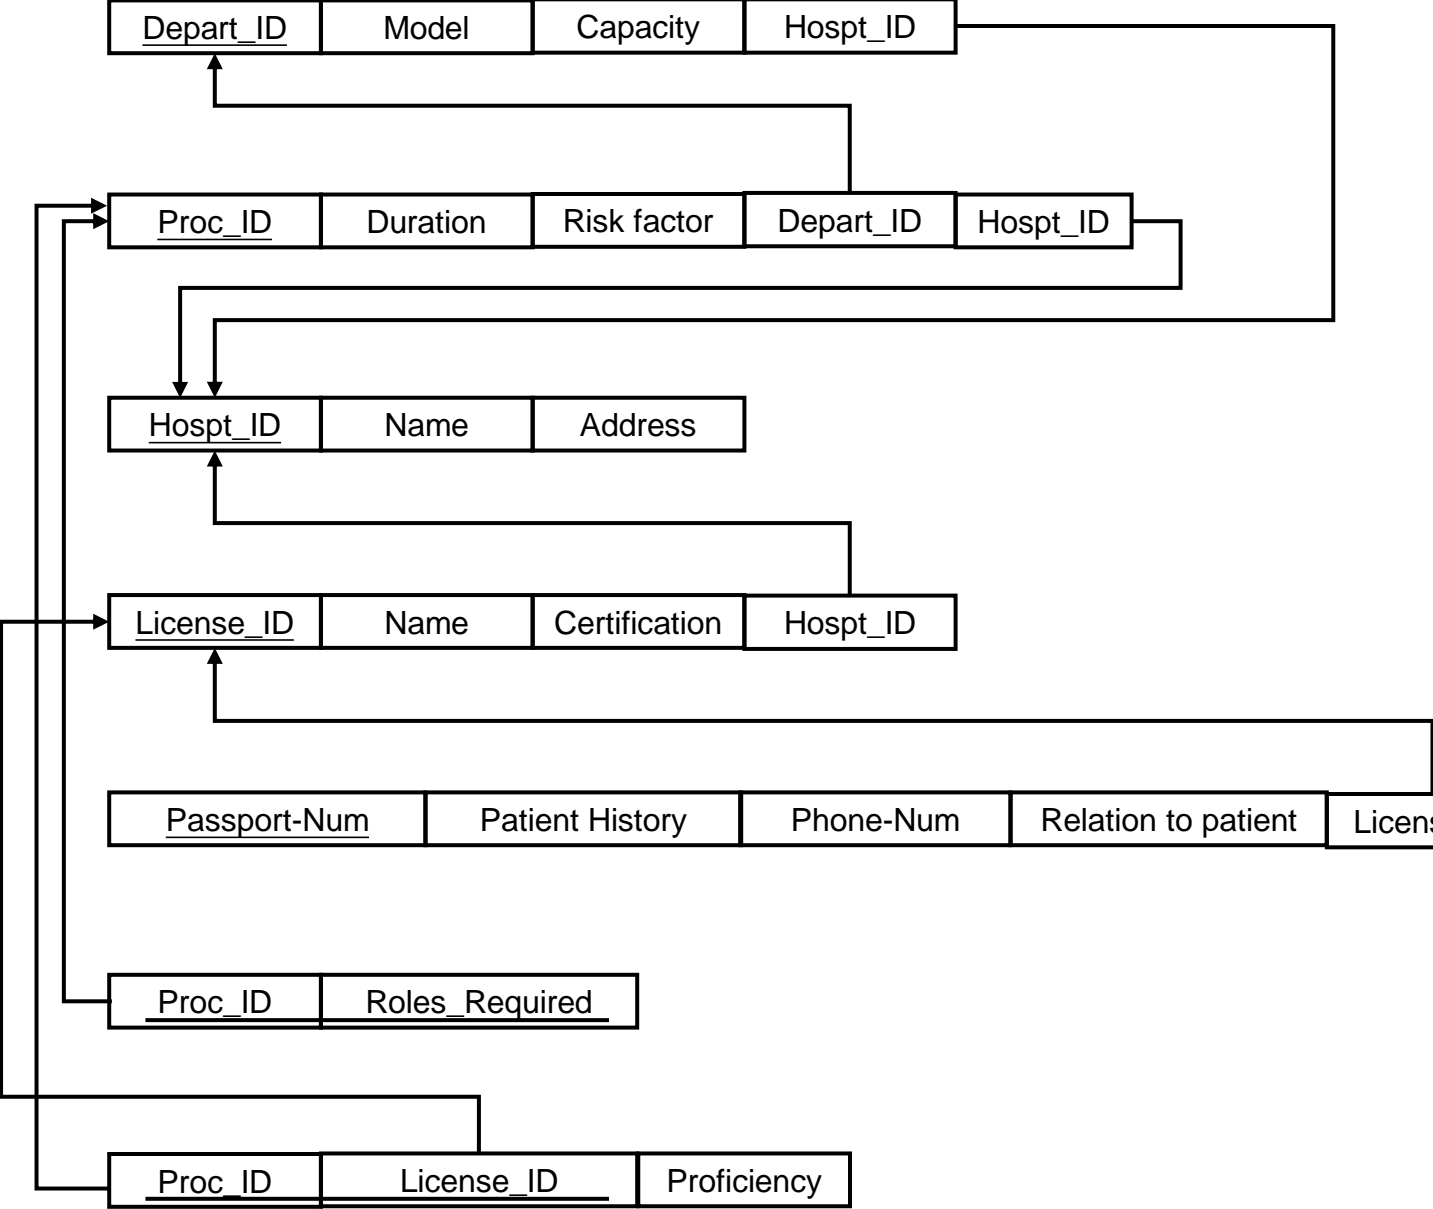 Depart_ID Model Capacity Hospt_ID
Proc_ID Duration Risk factor Depart_ID Hospt_ID
Hospt_ID Name Address
License_ID Name Certification Hospt_ID
Passport-Num Patient History Phone-Num Relation to patient
Proc_ID Roles_Required
Proc_ID License_ID Proficiency